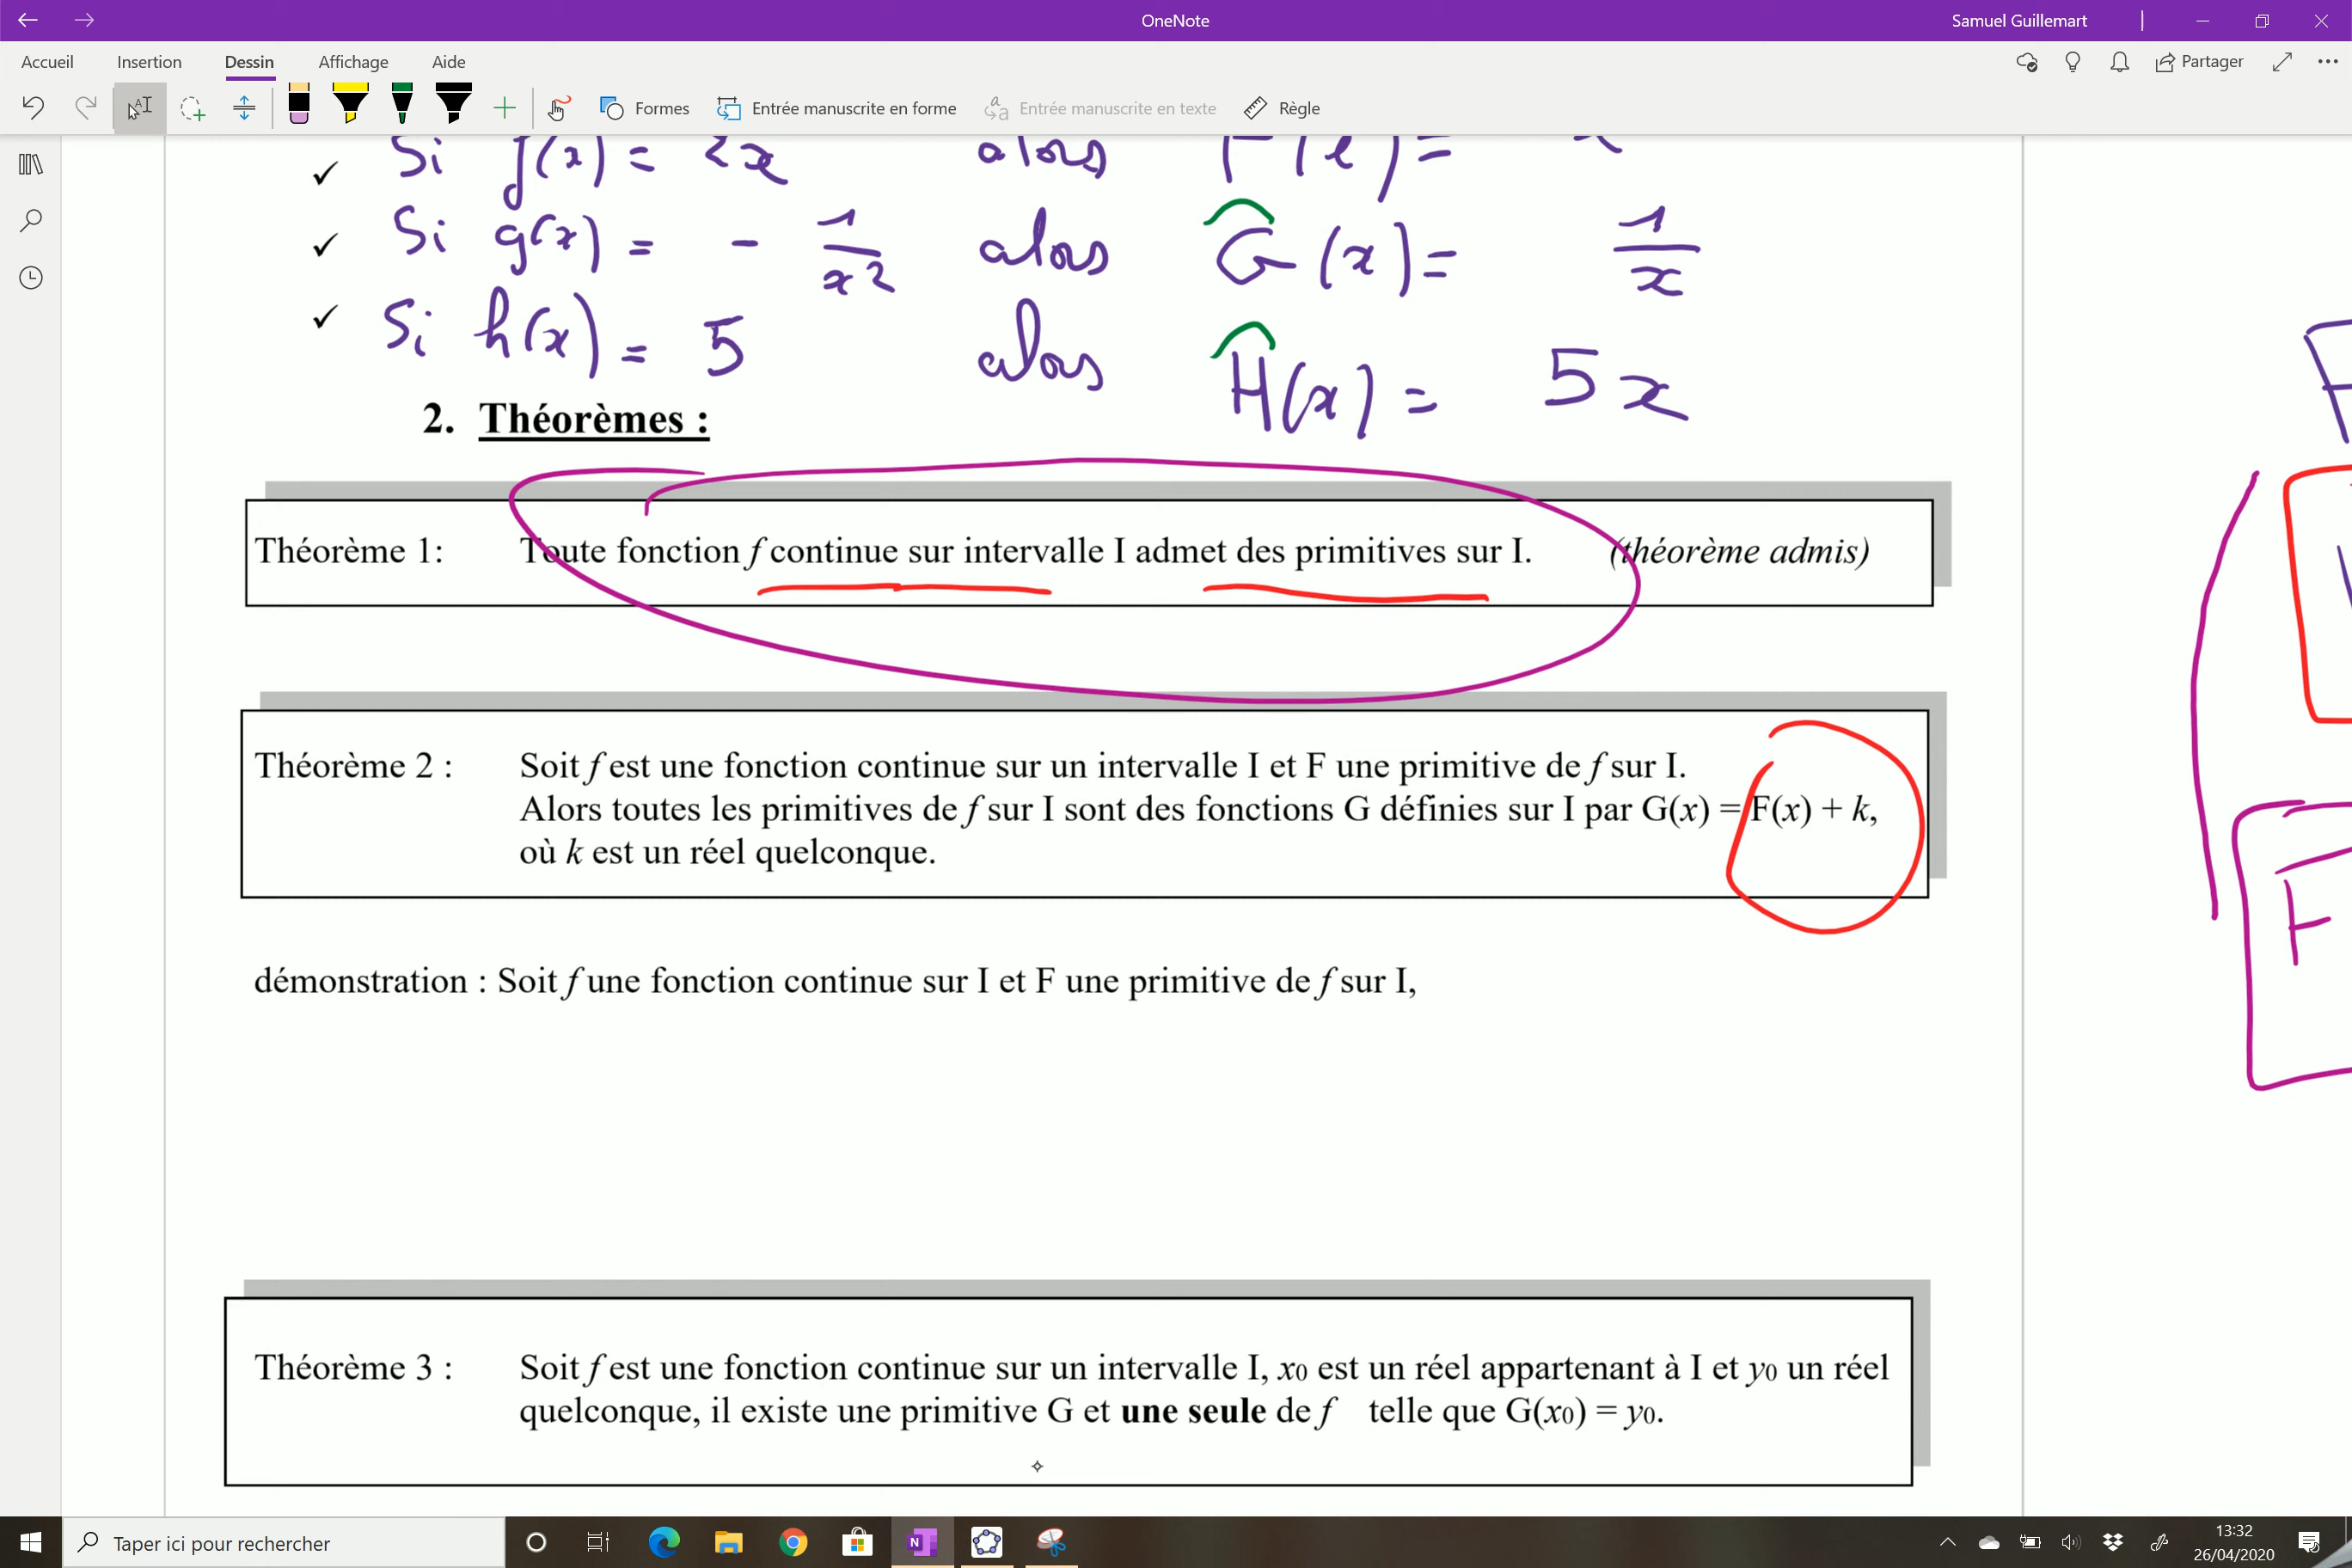 OneNote
Samuel Guillemart
Accueil Insertion Dessin Affichage Aide
Partager
Formes Entrée manuscrite en forme Entrée manuscrite en texte Règle
✓ Si f(x) = 2x alors F(x) =
✓ Si g(x) = - 1/x² alors G(x) = 1/x
✓ Si h(x) = 5 alors H(x) = 5x
2. Théorèmes :
Théorème 1: Toute fonction f continue sur intervalle I admet des primitives sur I. (théorème admis)
Théorème 2 : Soit f est une fonction continue sur un intervalle I et F une primitive de f sur I.
Alors toutes les primitives de f sur I sont des fonctions G définies sur I par G(x) = F(x) + k,
où k est un réel quelconque.
F
démonstration : Soit f une fonction continue sur I et F une primitive de f sur I,
Théorème 3 : Soit f est une fonction continue sur un intervalle I, x0 est un réel appartenant à I et y0 un réel
quelconque, il existe une primitive G et une seule de f telle que G(x0) = y0.
Taper ici pour rechercher
13:32
26/04/2020